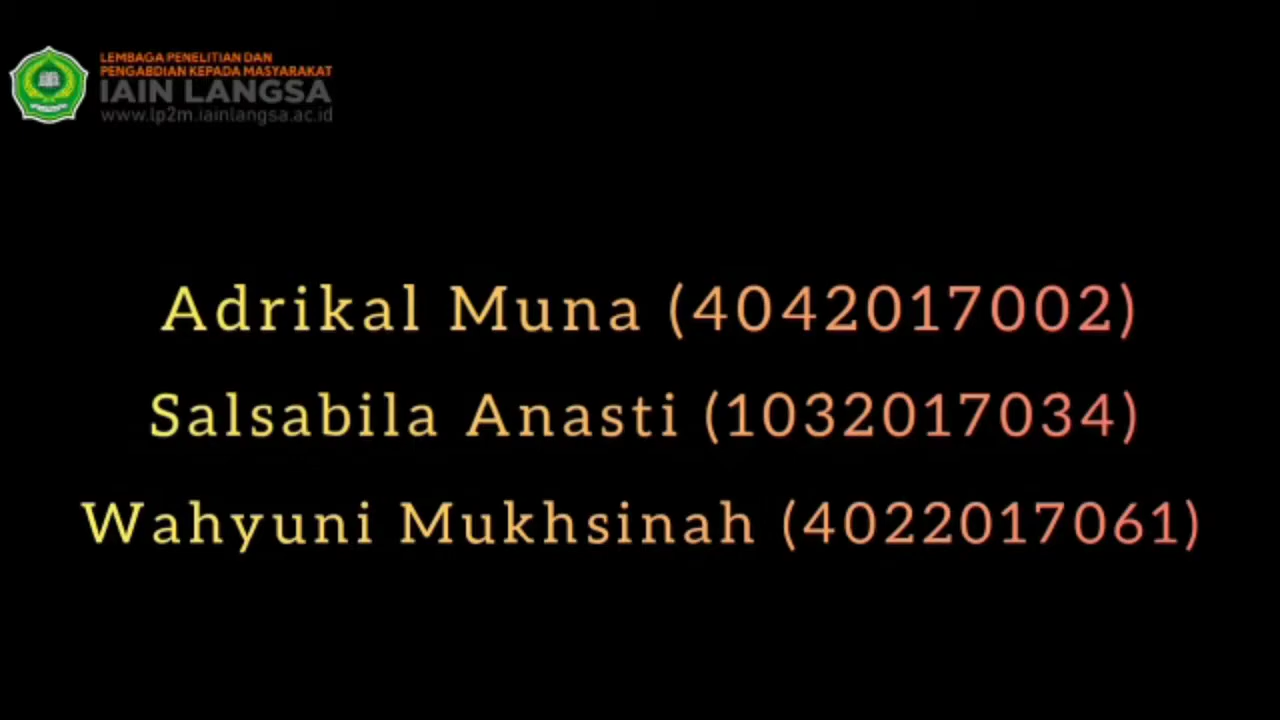 LEMBAGA PENELITIAN DAN
PENGABDIAN KEPADA MASYARAKAT
IAIN LANGSA
www.lp2m.iainlangsa.ac.id
Adrikal Muna (4042017002)
Salsabila Anasti (1032017034)
Wahyuni Mukhsinah (4022017061)